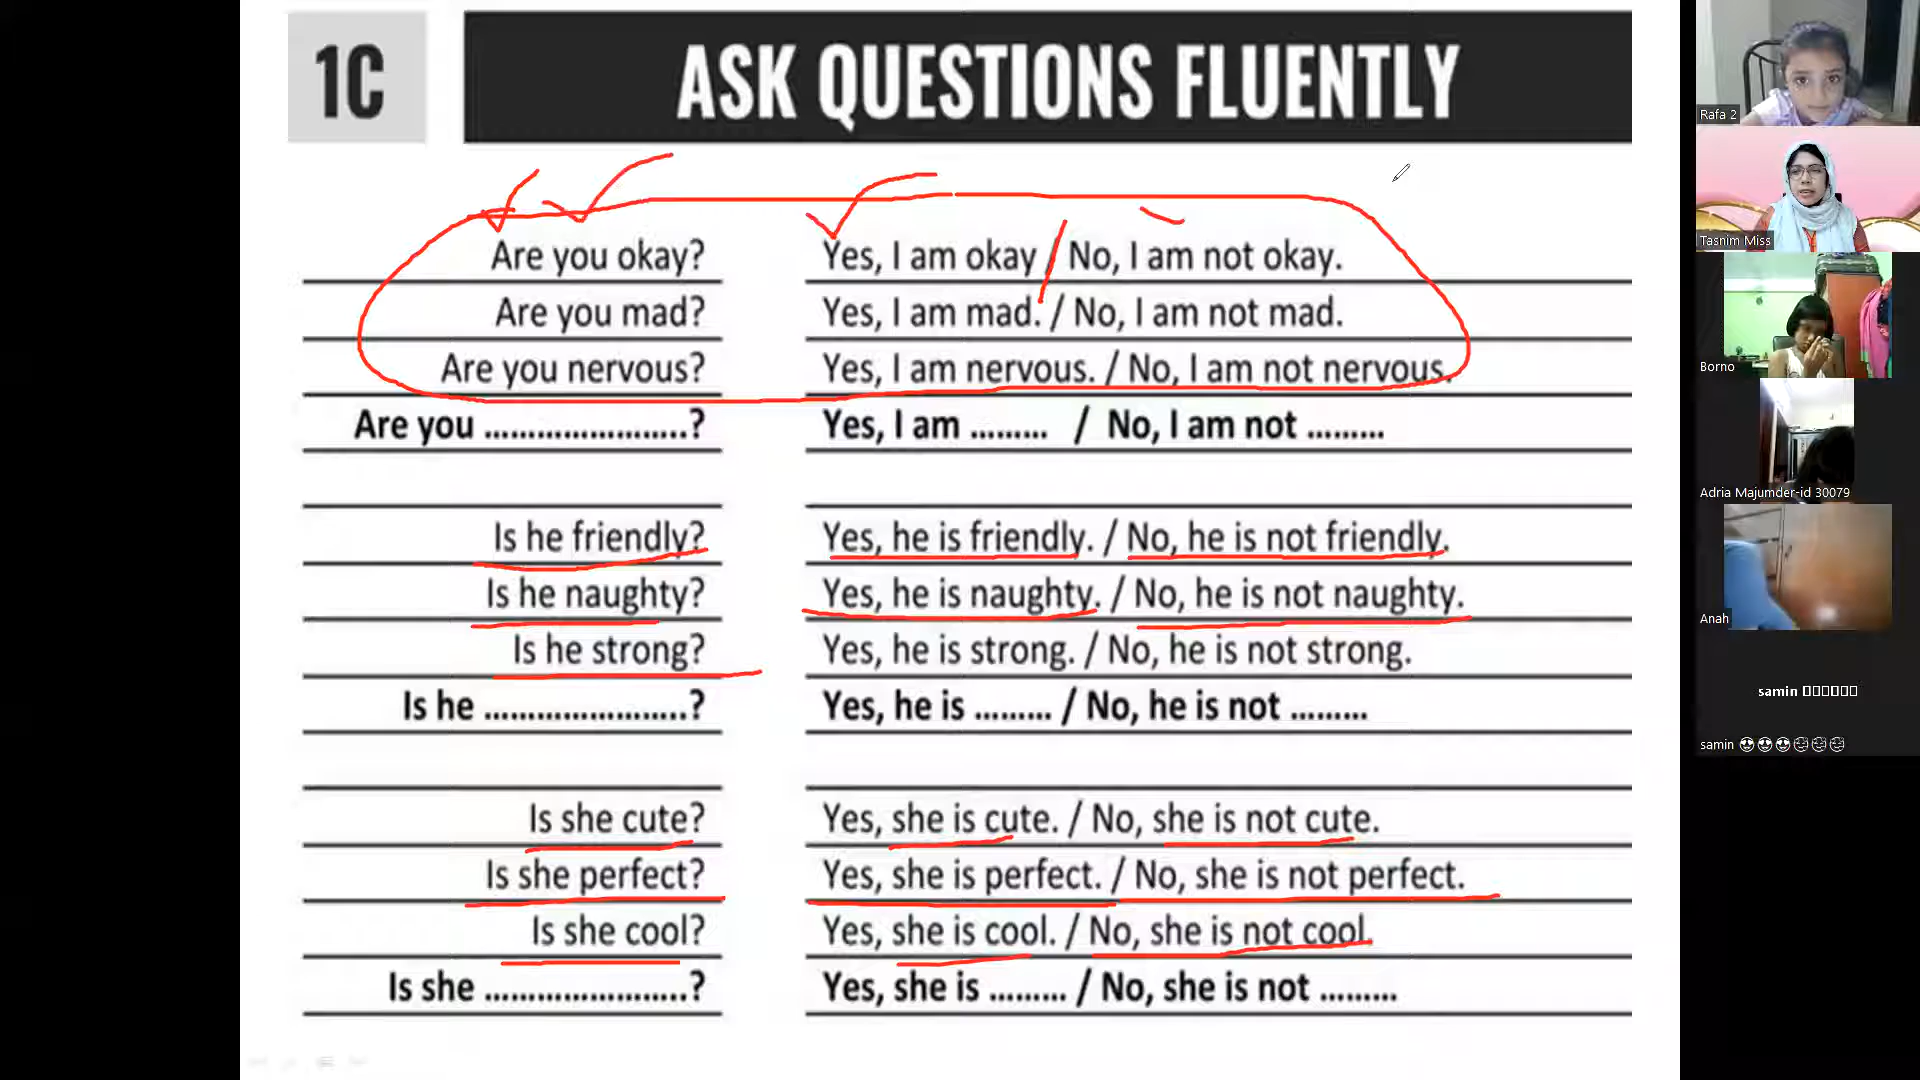 1C
ASK QUESTIONS FLUENTLY
Are you okay? Yes, I am okay / No, I am not okay.
Are you mad? Yes, I am mad. / No, I am not mad.
Are you nervous? Yes, I am nervous. / No, I am not nervous.
Are you ........................? Yes, I am ......... / No, I am not .........
Is he friendly? Yes, he is friendly. / No, he is not friendly.
Is he naughty? Yes, he is naughty. / No, he is not naughty.
Is he strong? Yes, he is strong. / No, he is not strong.
Is he ........................? Yes, he is ......... / No, he is not .........
Is she cute? Yes, she is cute. / No, she is not cute.
Is she perfect? Yes, she is perfect. / No, she is not perfect.
Is she cool? Yes, she is cool. / No, she is not cool.
Is she ........................? Yes, she is ......... / No, she is not .........
Rafa 2
Tasnim Miss
Borno
Adria Majumder-id 30079
Anah
samin
samin